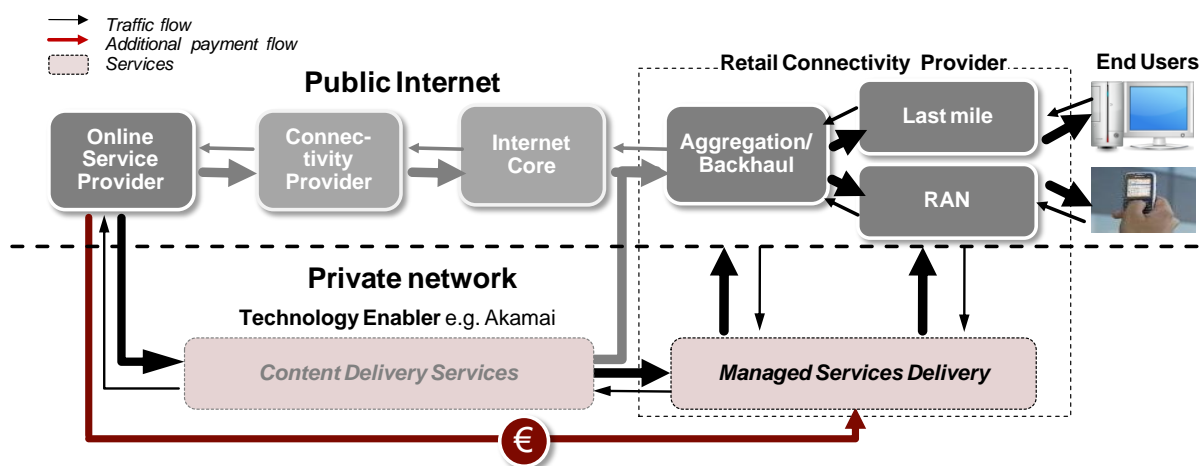 Traffic flow
Additional payment flow
Services
Public Internet
Retail Connectivity Provider
End Users
Online
Service
Provider
Connec-
tivity
Provider
Internet
Core
Aggregation/
Backhaul
Last mile
RAN
Private network
Technology Enabler e.g. Akamai
Content Delivery Services
Managed Services Delivery
€